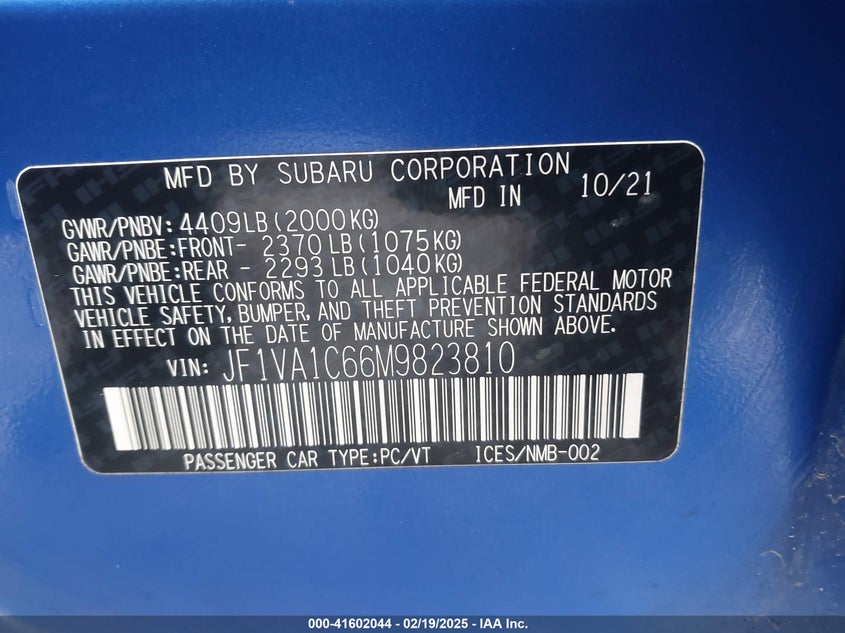 MFD BY SUBARU CORPORATION
MFD IN 10/21
GVWR/PNBV: 4409LB(2000KG)
GAWR/PNBE:FRONT- 2370LB(1075KG)
GAWR/PNBE:REAR - 2293LB(1040KG)
THIS VEHICLE CONFORMS TO ALL APPLICABLE FEDERAL MOTOR
VEHICLE SAFETY, BUMPER, AND THEFT PREVENTION STANDARDS
IN EFFECT ON THE DATE OF MANUFACTURE SHOWN ABOVE.
VIN: JF1VA1C66M9823810
PASSENGER CAR TYPE:PC/VT ICES/NMB-002
000-41602044 — 02/19/2025 — IAA Inc.